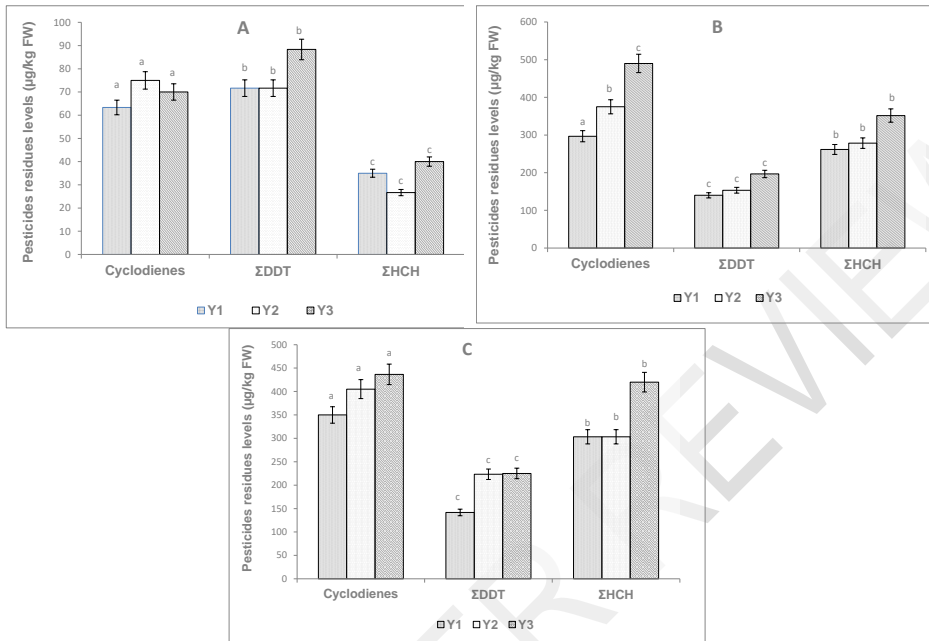 A
Pesticides residues levels (µg/kg FW)
100
90
80
70
60
50
40
30
20
10
0
a a a
b b b
c c c
Cyclodienes ΣDDT ΣHCH
Y1 Y2 Y3
B
Pesticides residues levels (µg/kg FW)
600
500
400
300
200
100
0
a b c
c c c
b b b
Cyclodienes ΣDDT ΣHCH
Y1 Y2 Y3
C
Pesticides residues levels (µg/kg FW)
500
450
400
350
300
250
200
150
100
50
0
a a a
c c c
b b b
Cyclodienes ΣDDT ΣHCH
Y1 Y2 Y3
ER REVIEW